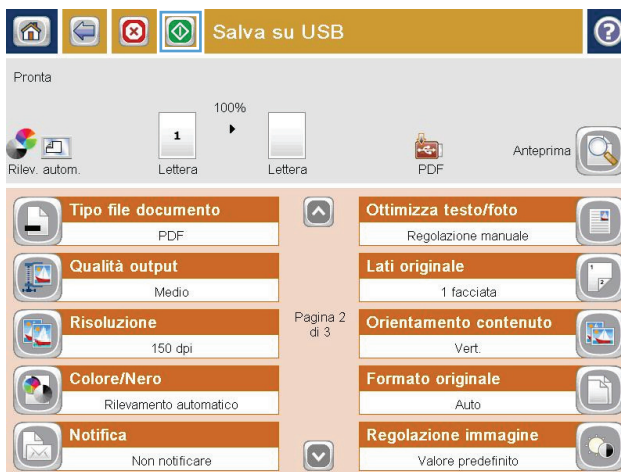 Salva su USB
Pronta
100%
1
Rilev. autom.
Lettera
Lettera
PDF
Anteprima
Tipo file documento
PDF
Qualità output
Medio
Risoluzione
150 dpi
Colore/Nero
Rilevamento automatico
Notifica
Non notificare
Pagina 2
di 3
Ottimizza testo/foto
Regolazione manuale
Lati originale
1 facciata
1
2
Orientamento contenuto
Vert.
Formato originale
Auto
Regolazione immagine
Valore predefinito